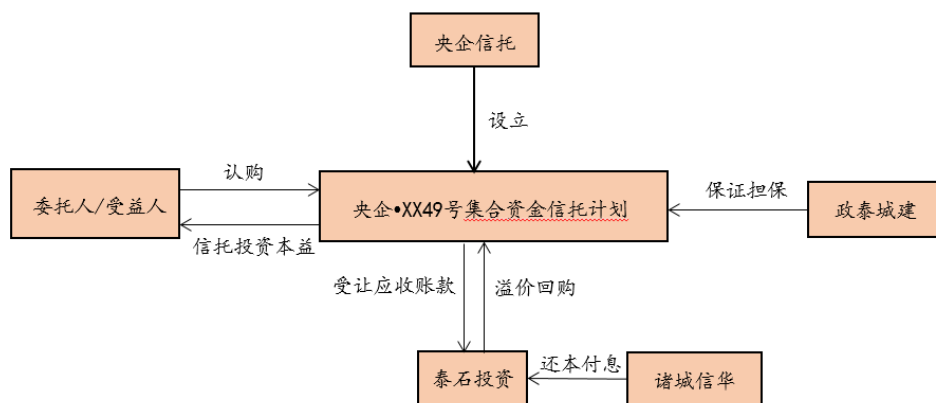 央企信托
设立
认购
保证担保
委托人/受益人
央企•XX49号集合资金信托计划
政泰城建
信托投资本益
受让应收账款
溢价回购
还本付息
泰石投资
诸城信华